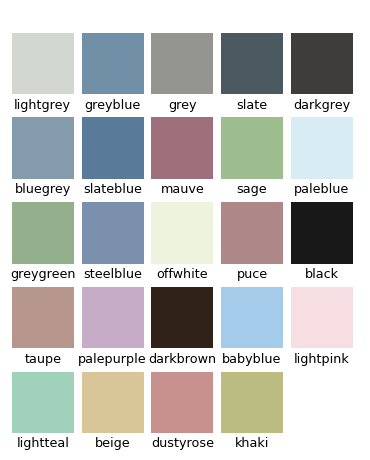 lightgrey greyblue grey slate darkgrey
bluegrey slateblue mauve sage paleblue
greygreen steelblue offwhite puce black
taupe palepurple darkbrown babyblue lightpink
lightteal beige dustyrose khaki